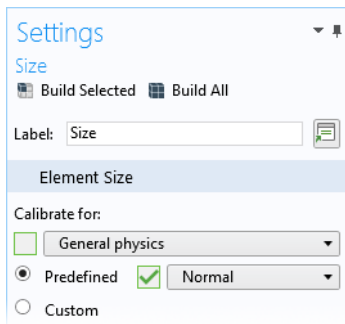 Settings
Size
Build Selected Build All
Label: Size
Element Size
Calibrate for:
General physics
Predefined Normal
Custom